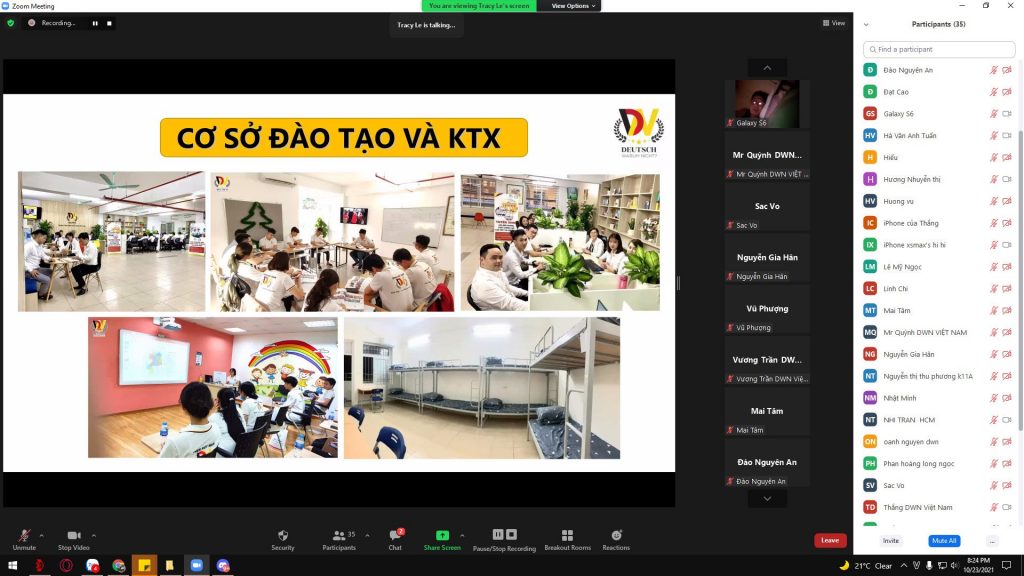 Zoom Meeting
You are viewing Tracy Le's screen
View Options
Recording...
Tracy Le is talking...
View
CƠ SỞ ĐÀO TẠO VÀ KTX
DEUTSCH
Galaxy S6
Mr Quỳnh DWN...
Mr Quỳnh DWN VIỆT ...
Sac Vo
Sac Vo
Nguyễn Gia Hân
Nguyễn Gia Hân
Vũ Phượng
Vũ Phượng
Vương Trần DW...
Vương Trần DWN Việ...
Mai Tâm
Mai Tâm
Đào Nguyên An
Đào Nguyên An
Participants (35)
Find a participant
Đ Đào Nguyên An
Đ Đạt Cao
GS Galaxy S6
HV Hà Văn Anh Tuấn
H Hiếu
H Hương Nhuyễn thị
HV Huong vu
IC iPhone của Thắng
IX iPhone xsmax's hi hi
LM Lê Mỹ Ngọc
LC Linh Chi
MT Mai Tâm
MQ Mr Quỳnh DWN VIỆT NAM
NG Nguyễn Gia Hân
NT Nguyễn thị thu phương k11A
NM Nhật Minh
NT NHI TRAN HCM
ON oanh nguyen dwn
PH Phan hoàng long ngọc
SV Sac Vo
TD Thắng DWN Việt Nam
Invite
Mute All
...
Unmute
Stop Video
Security
35
Participants
2
Chat
Share Screen
Pause/Stop Recording
Breakout Rooms
Reactions
Leave
21°C Clear
8:24 PM
10/23/2021